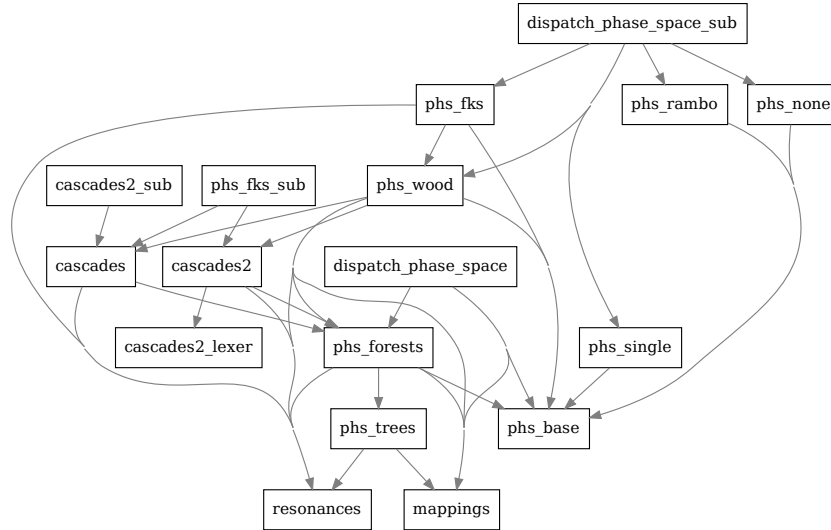 dispatch_phase_space_sub
phs_fks
phs_rambo
phs_none
cascades2_sub
phs_fks_sub
phs_wood
cascades
cascades2
dispatch_phase_space
cascades2_lexer
phs_forests
phs_single
phs_trees
phs_base
resonances
mappings